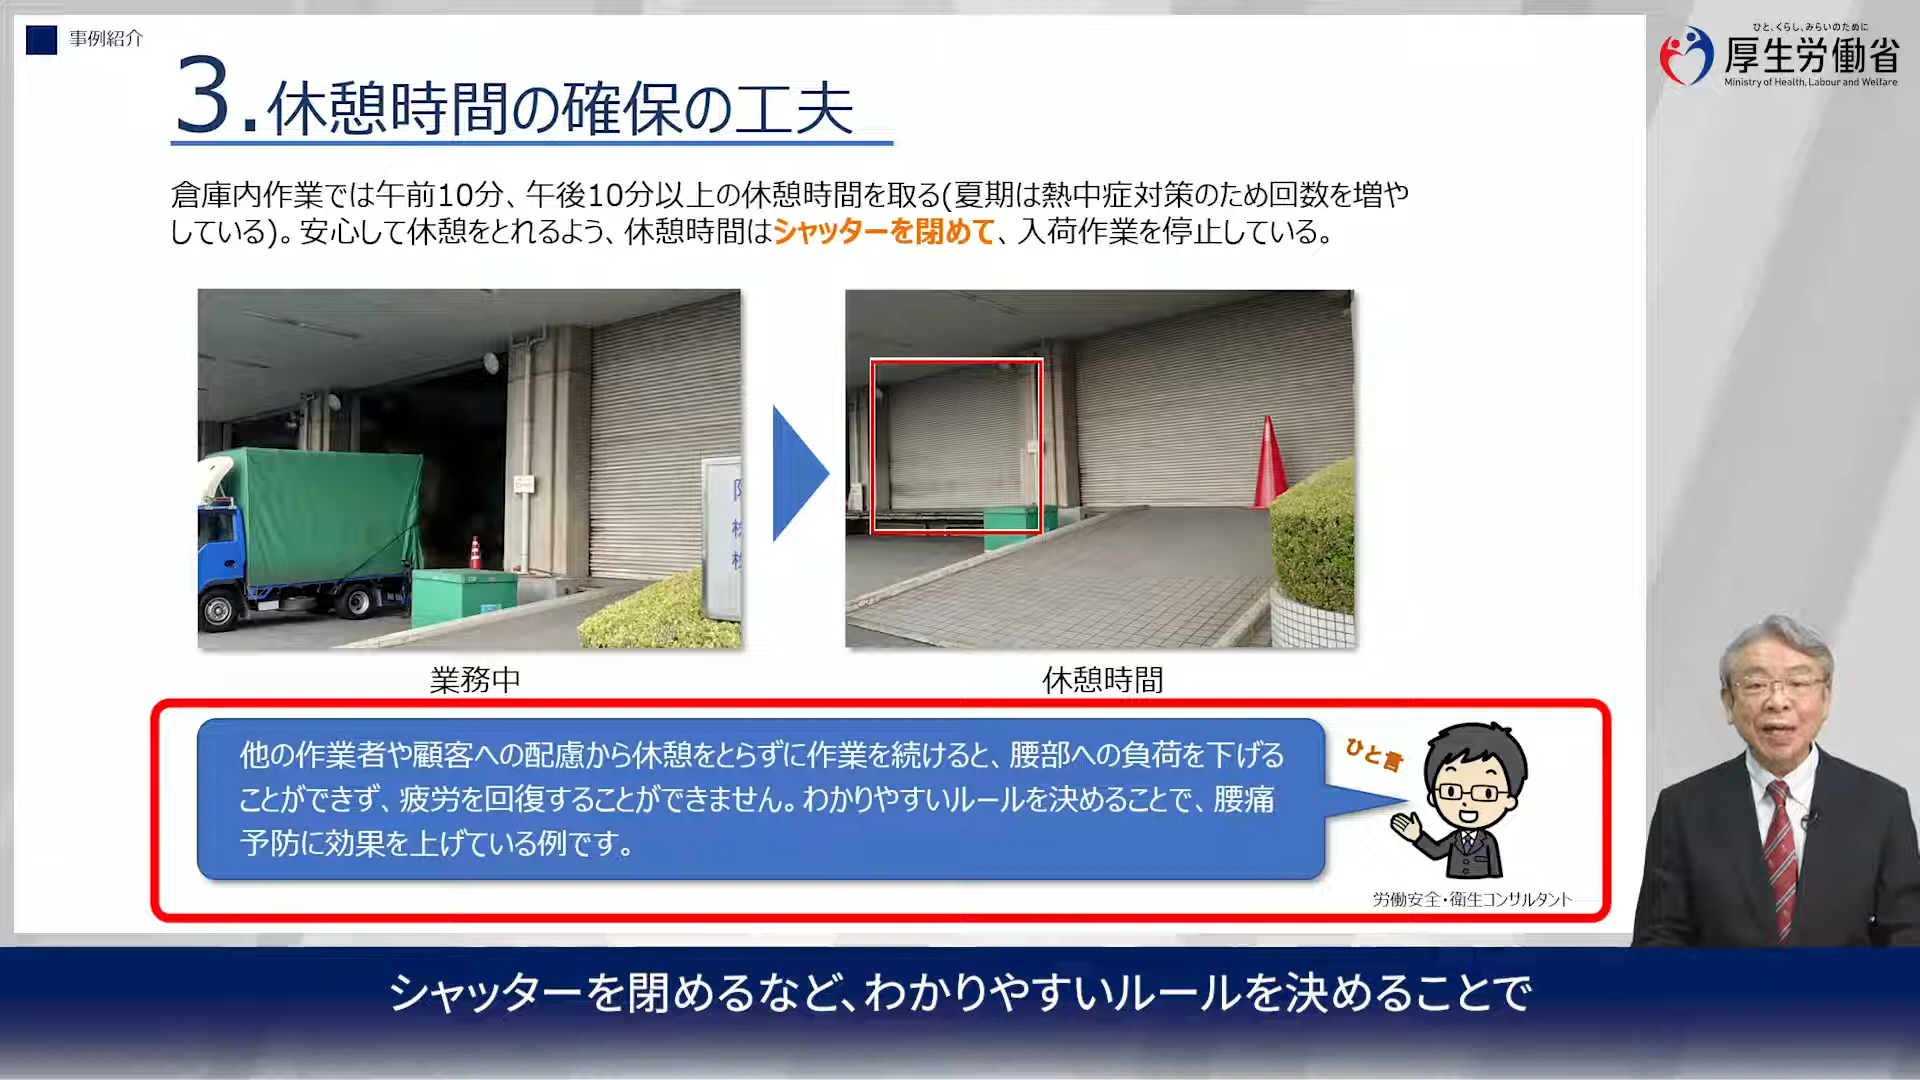 事例紹介
ひと、くらし、みらいのために
厚生労働省
Ministry of Health, Labour and Welfare
3.休憩時間の確保の工夫
倉庫内作業では午前10分、午後10分以上の休憩時間を取る(夏期は熱中症対策のため回数を増や
している)。安心して休憩をとれるよう、休憩時間はシャッターを閉めて、入荷作業を停止している。
業務中
休憩時間
他の作業者や顧客への配慮から休憩をとらずに作業を続けると、腰部への負荷を下げる
ことができず、疲労を回復することができません。わかりやすいルールを決めることで、腰痛
予防に効果を上げている例です。
ひと言
労働安全・衛生コンサルタント
シャッターを閉めるなど、わかりやすいルールを決めることで